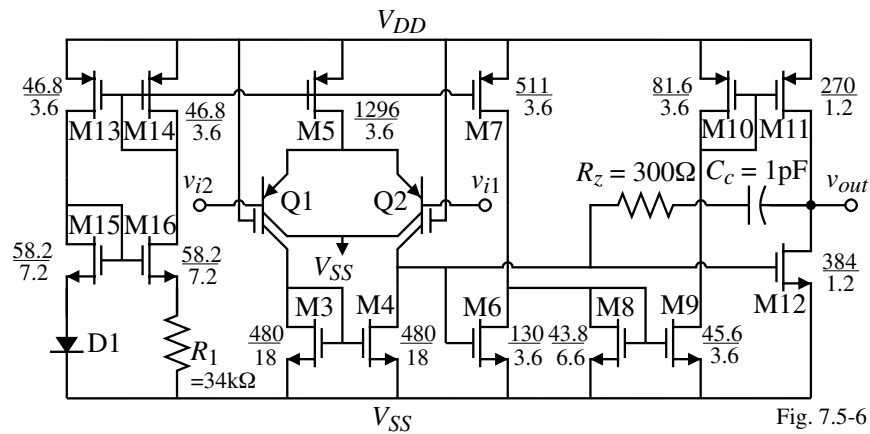 V_DD
46.8
3.6
M13
M14
46.8
3.6
M5
1296
3.6
M7
511
3.6
81.6
3.6
M10
M11
270
1.2
v_i2
Q1
Q2
v_i1
R_z = 300Ω
C_c = 1pF
v_out
V_SS
M15
M16
58.2
7.2
58.2
7.2
D1
R_1
=34kΩ
M3
M4
480
18
480
18
M6
130
3.6
M8
43.8
6.6
M9
45.6
3.6
M12
384
1.2
V_SS
Fig. 7.5-6